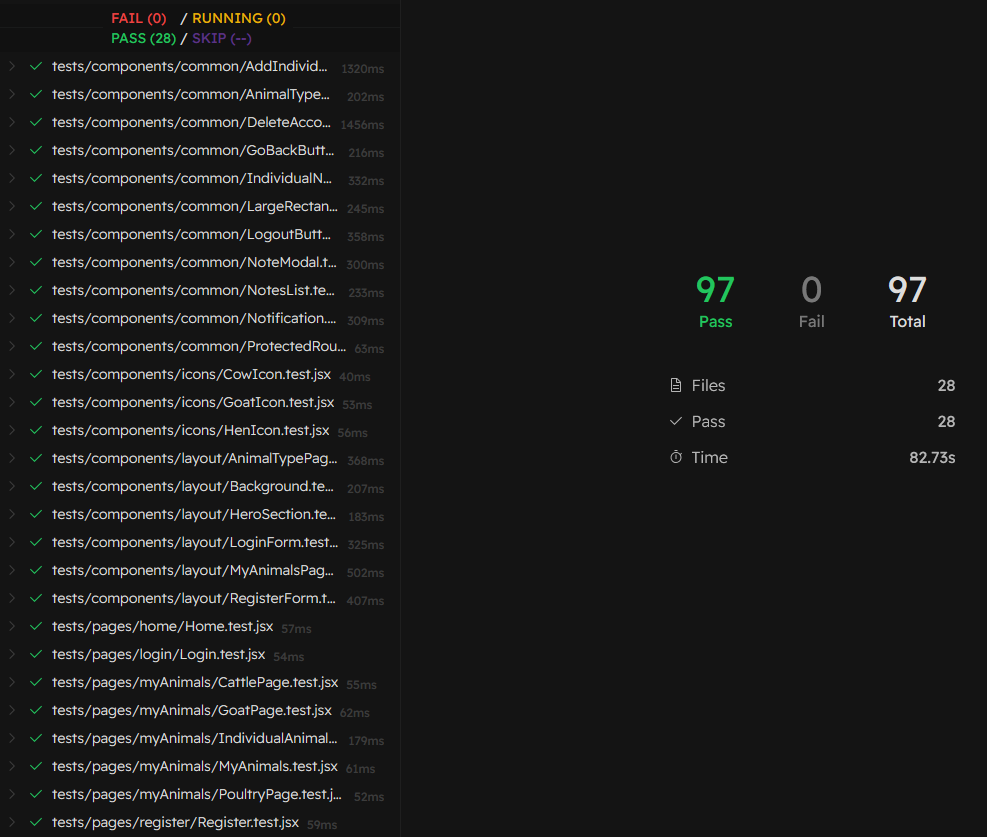 FAIL (0) / RUNNING (0)
PASS (28) / SKIP (--)
tests/components/common/AddIndivid... 1320ms
tests/components/common/AnimalType... 202ms
tests/components/common/DeleteAcco... 1456ms
tests/components/common/GoBackButt... 216ms
tests/components/common/IndividualN... 332ms
tests/components/common/LargeRectan... 245ms
tests/components/common/LogoutButt... 358ms
tests/components/common/NoteModal.t... 300ms
tests/components/common/NotesList.te... 233ms
tests/components/common/Notification.... 309ms
tests/components/common/ProtectedRou... 63ms
tests/components/icons/CowIcon.test.jsx 40ms
tests/components/icons/GoatIcon.test.jsx 53ms
tests/components/icons/HenIcon.test.jsx 56ms
tests/components/layout/AnimalTypePag... 368ms
tests/components/layout/Background.te... 207ms
tests/components/layout/HeroSection.te... 183ms
tests/components/layout/LoginForm.test... 325ms
tests/components/layout/MyAnimalsPag... 502ms
tests/components/layout/RegisterForm.t... 407ms
tests/pages/home/Home.test.jsx 57ms
tests/pages/login/Login.test.jsx 54ms
tests/pages/myAnimals/CattlePage.test.jsx 55ms
tests/pages/myAnimals/GoatPage.test.jsx 62ms
tests/pages/myAnimals/IndividualAnimal... 179ms
tests/pages/myAnimals/MyAnimals.test.jsx 61ms
tests/pages/myAnimals/PoultryPage.test.j... 52ms
tests/pages/register/Register.test.jsx 59ms
97 0 97
Pass Fail Total
Files 28
Pass 28
Time 82.73s